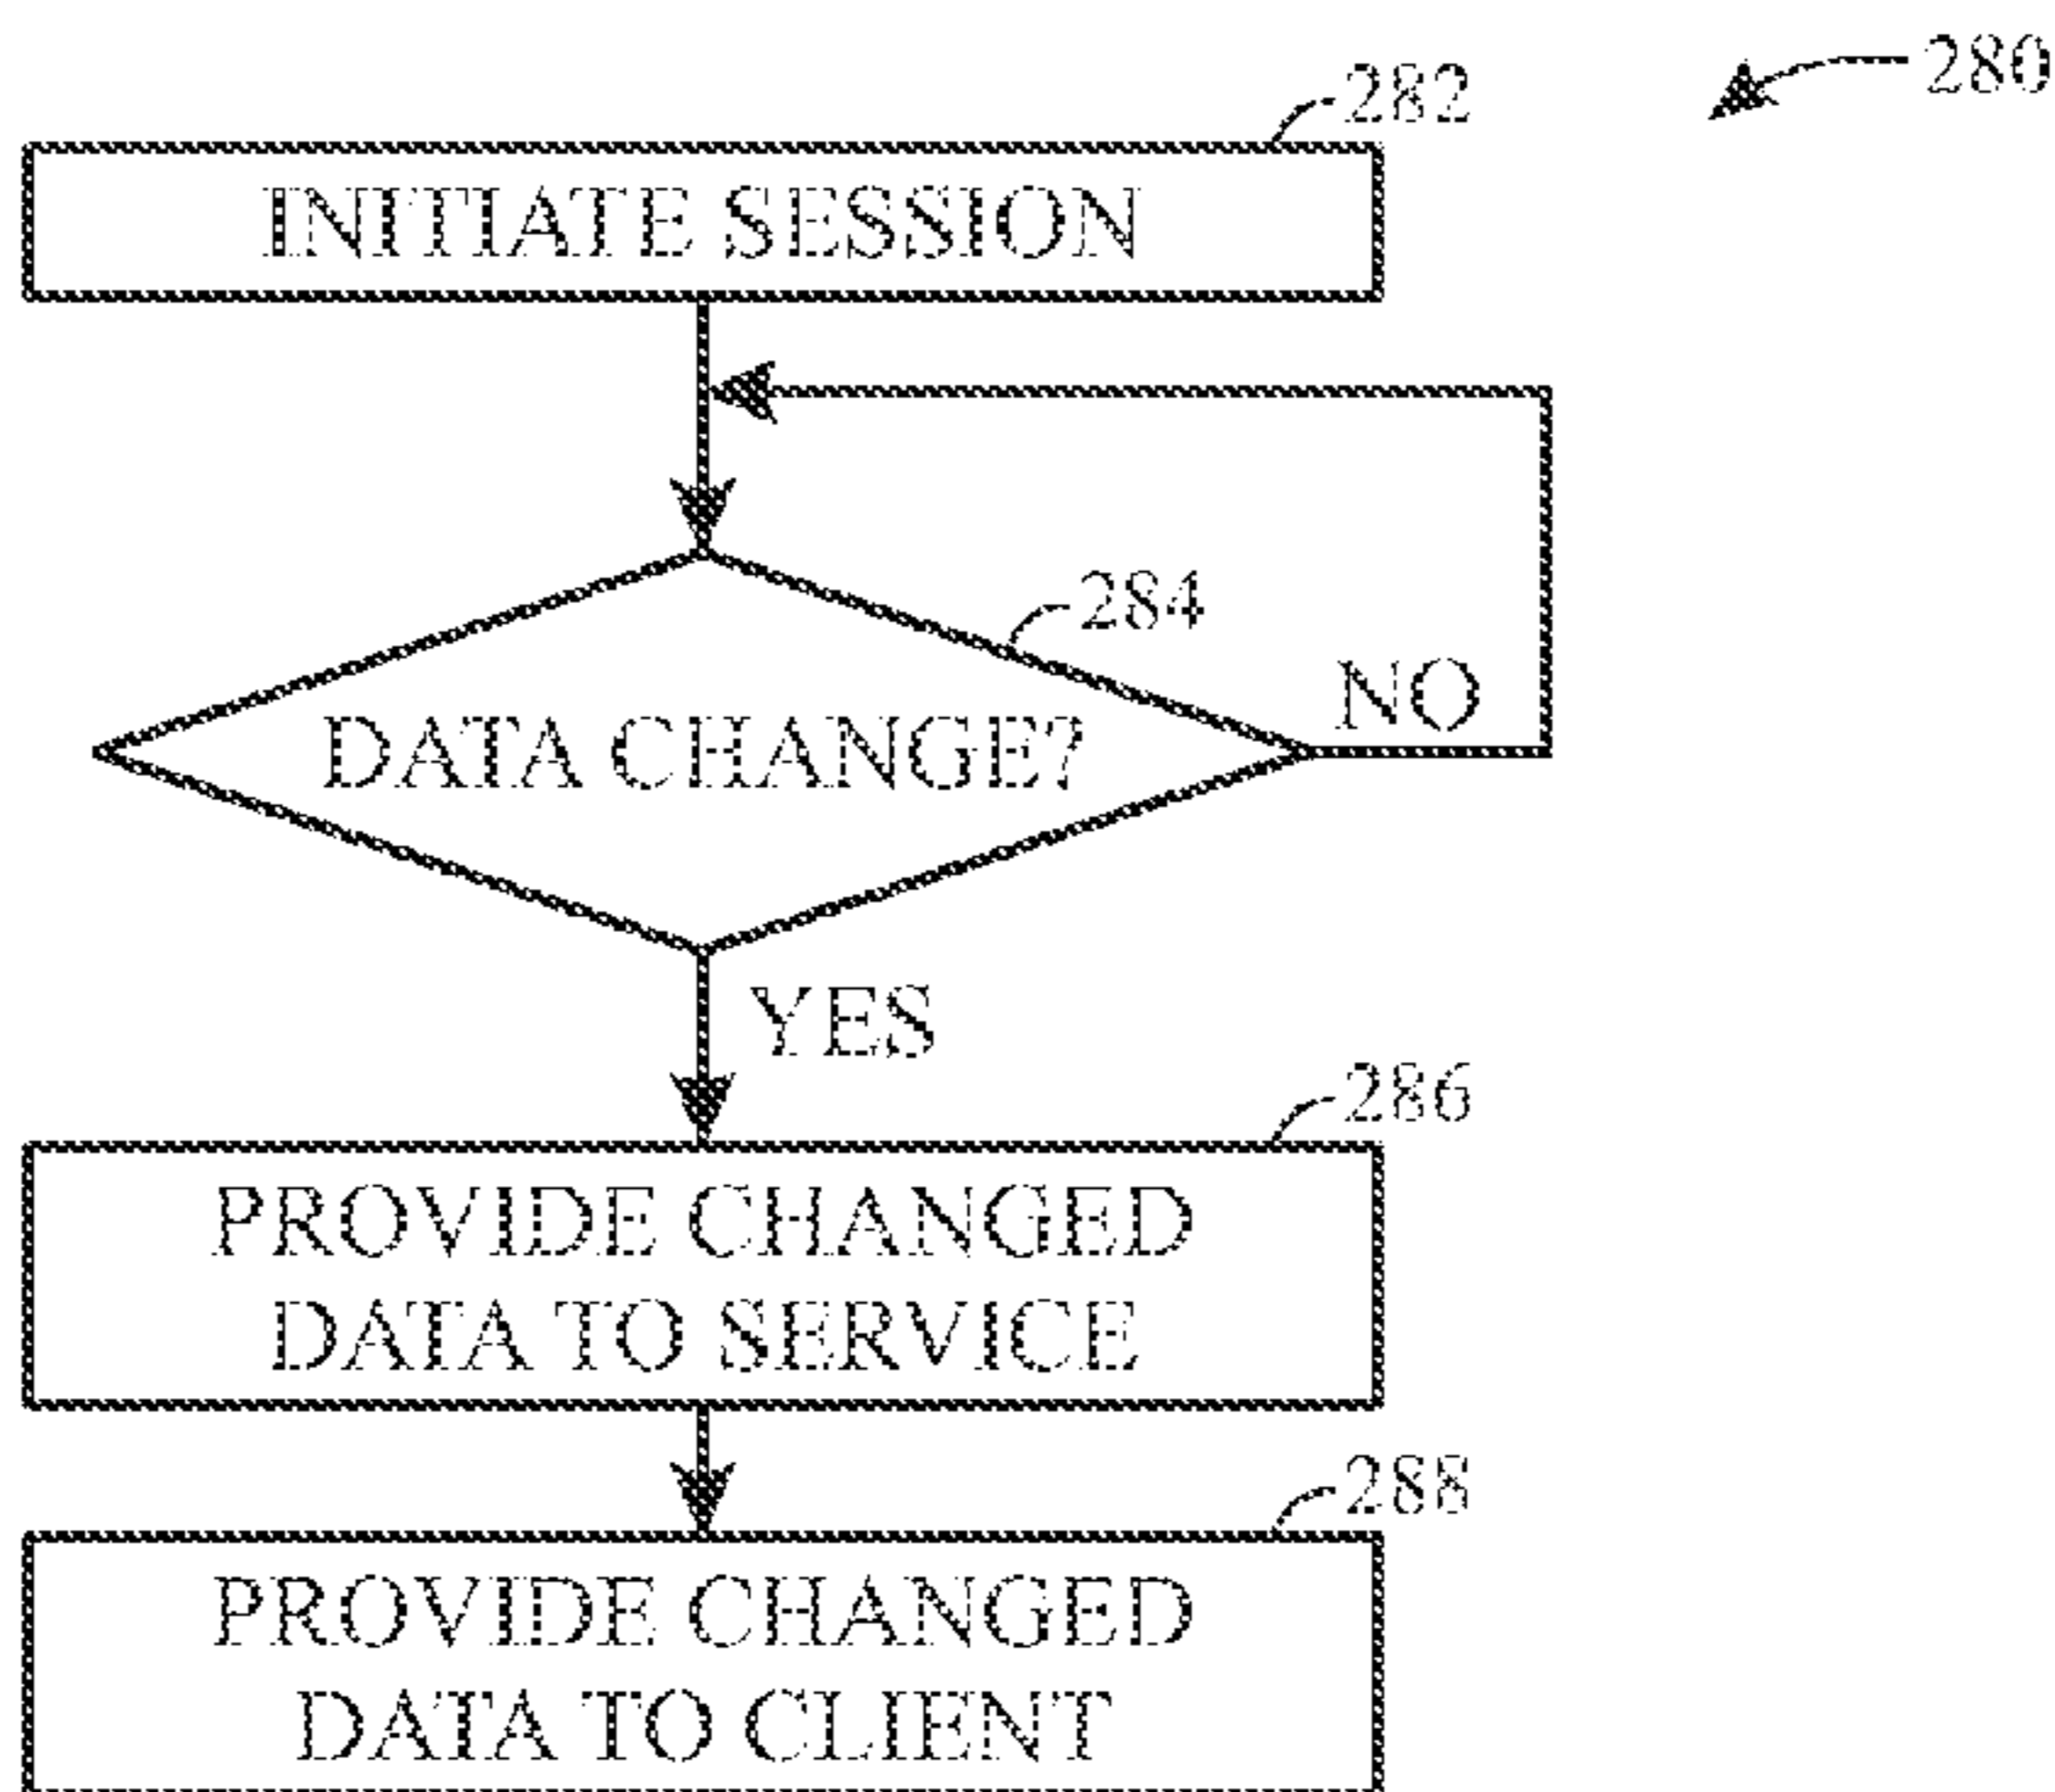 280
282
INITIATE SESSION
284
NO
DATA CHANGE?
YES
286
PROVIDE CHANGED
DATA TO SERVICE
288
PROVIDE CHANGED
DATA TO CLIENT